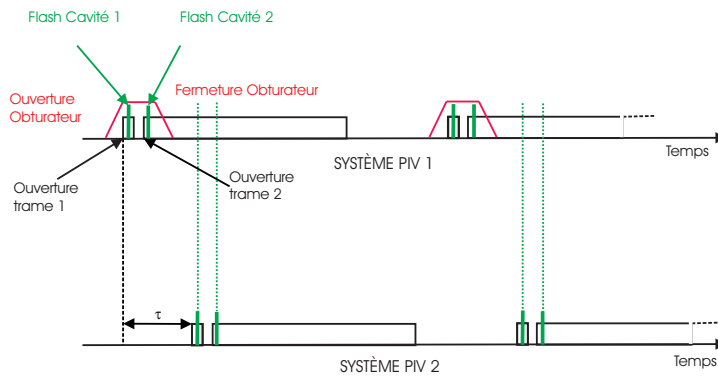 Flash Cavité 1
Flash Cavité 2
Ouverture
Obturateur
Fermeture Obturateur
Temps
Ouverture
trame 1
Ouverture
trame 2
SYSTÈME PIV 1
τ
Temps
SYSTÈME PIV 2